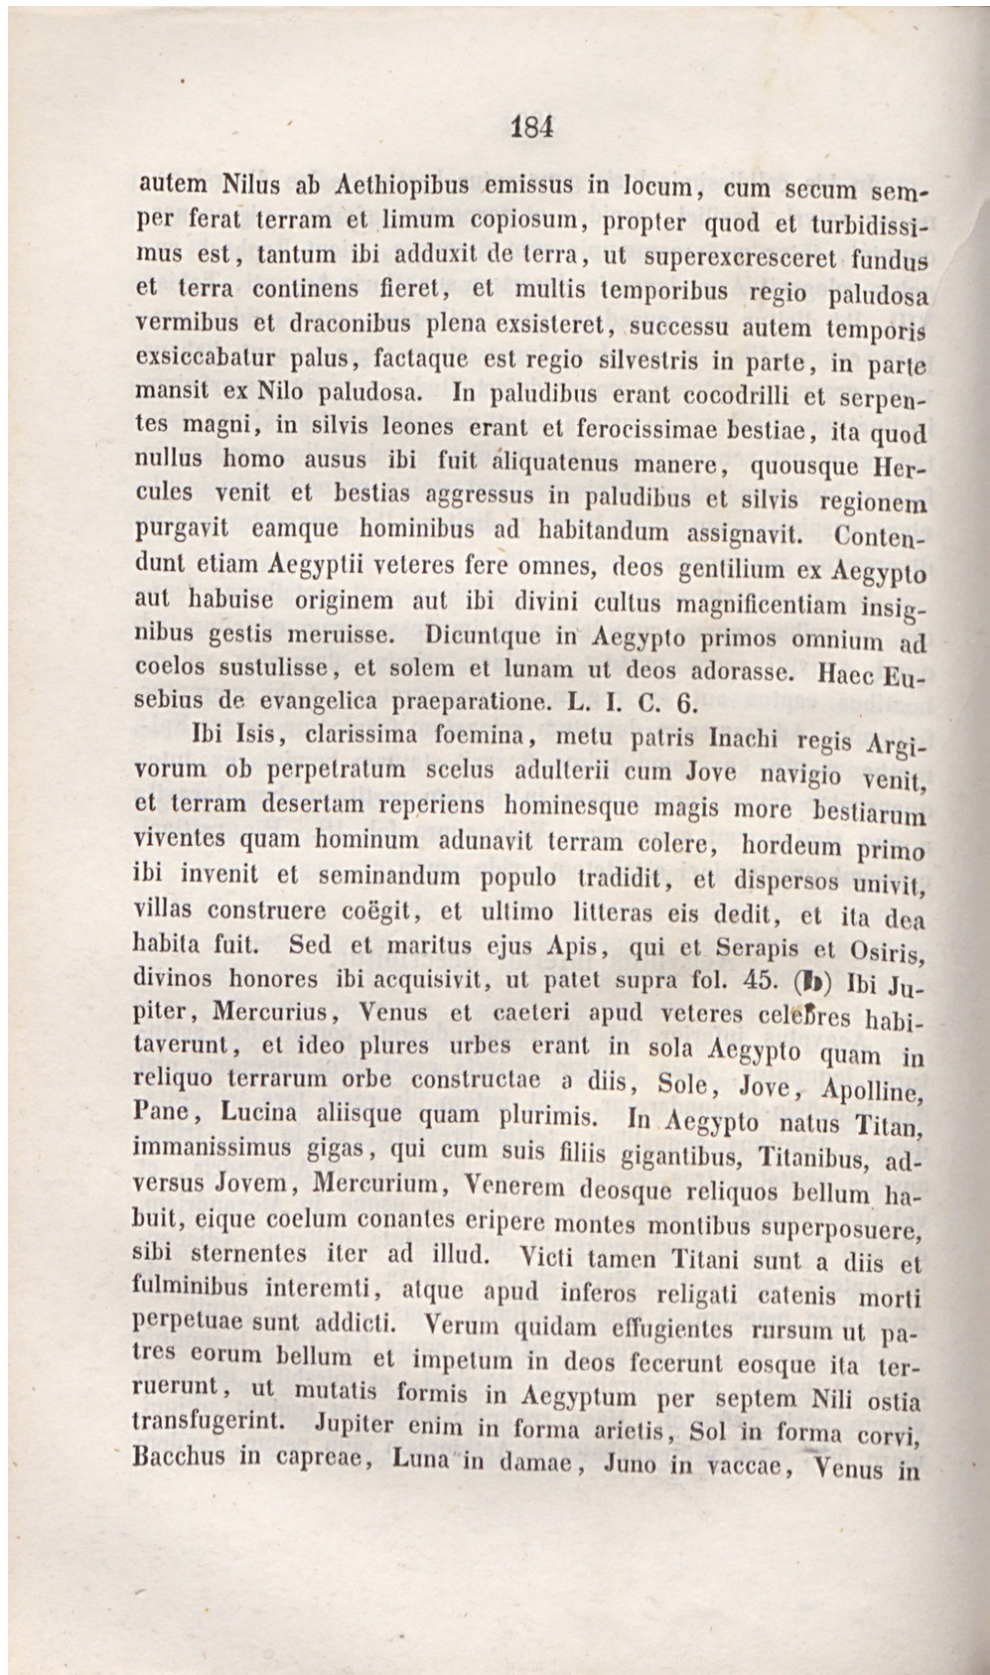 184
autem Nilus ab Aethiopibus emissus in locum, cum secum sem-
per ferat terram et limum copiosum, propter quod et turbidissi-
mus est, tantum ibi adduxit de terra, ut superexcresceret fundus
et terra continens fieret, et multis temporibus regio paludosa
vermibus et draconibus plena exsisteret, successu autem temporis
exsiccabatur palus, factaque est regio silvestris in parte, in parte
mansit ex Nilo paludosa. In paludibus erant cocodrilli et serpen-
tes magni, in silvis leones erant et ferocissimae bestiae, ita quod
nullus homo ausus ibi fuit aliquatenus manere, quousque Her-
cules venit et bestias aggressus in paludibus et silvis regionem
purgavit eamque hominibus ad habitandum assignavit. Conten-
dunt etiam Aegyptii veteres fere omnes, deos gentilium ex Aegypto
aut habuise originem aut ibi divini cultus magnificentiam insig-
nibus gestis meruisse. Dicuntque in Aegypto primos omnium ad
coelos sustulisse, et solem et lunam ut deos adorasse. Haec Eu-
sebius de evangelica praeparatione. L. I. C. 6.
Ibi Isis, clarissima foemina, metu patris Inachi regis Argi-
vorum ob perpetratum scelus adulterii cum Jove navigio venit,
et terram desertam reperiens hominesque magis more bestiarum
viventes quam hominum adunavit terram colere, hordeum primo
ibi invenit et seminandum populo tradidit, et dispersos univit,
villas construere coëgit, et ultimo litteras eis dedit, et ita dea
habita fuit. Sed et maritus ejus Apis, qui et Serapis et Osiris,
divinos honores ibi acquisivit, ut patet supra fol. 45. (b) Ibi Ju-
piter, Mercurius, Venus et caeteri apud veteres celebres habi-
taverunt, et ideo plures urbes erant in sola Aegypto quam in
reliquo terrarum orbe constructae a diis, Sole, Jove, Apolline,
Pane, Lucina aliisque quam plurimis. In Aegypto natus Titan,
immanissimus gigas, qui cum suis filiis gigantibus, Titanibus, ad-
versus Jovem, Mercurium, Venerem deosque reliquos bellum ha-
buit, eique coelum conantes eripere montes montibus superposuere,
sibi sternentes iter ad illud. Victi tamen Titani sunt a diis et
fulminibus interemti, atque apud inferos religati catenis morti
perpetuae sunt addicti. Verum quidam effugientes rursum ut pa-
tres eorum bellum et impetum in deos fecerunt eosque ita ter-
ruerunt, ut mutatis formis in Aegyptum per septem Nili ostia
transfugerint. Jupiter enim in forma arietis, Sol in forma corvi,
Bacchus in capreae, Luna in damae, Juno in vaccae, Venus in